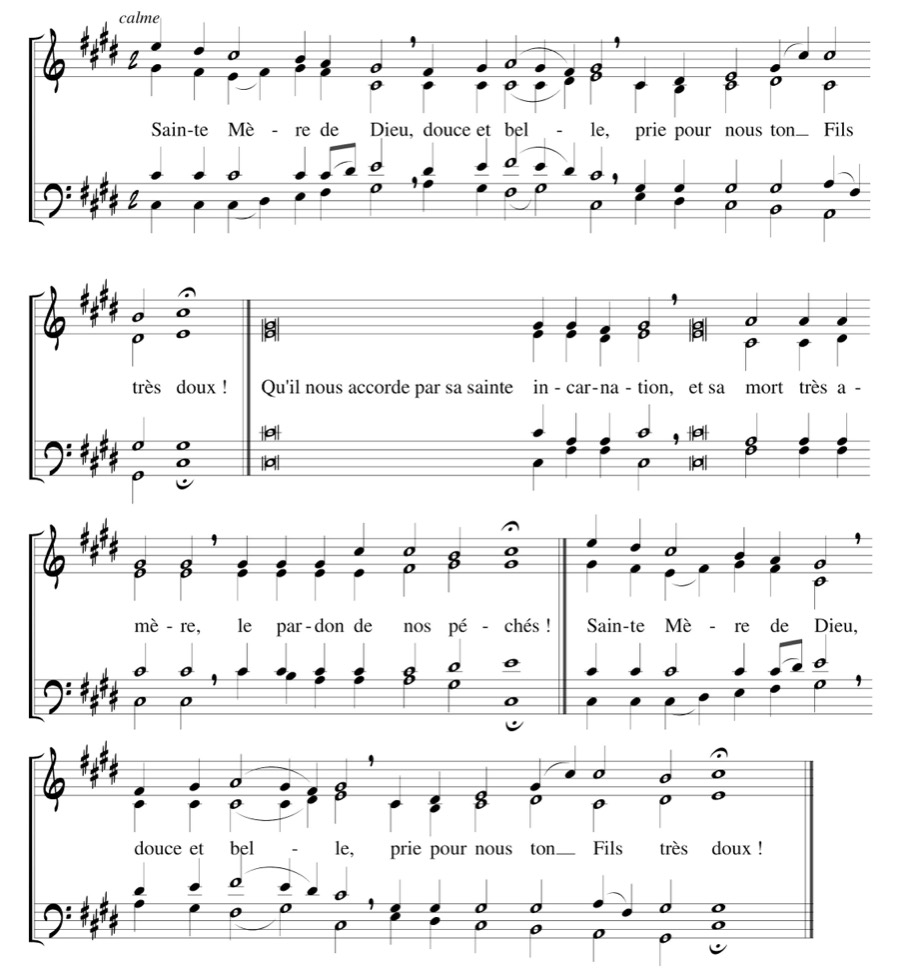 calme
Sain-te Mè - re de Dieu, douce et bel - le, prie pour nous ton_ Fils
très doux ! Qu'il nous accorde par sa sainte in - car-na - tion, et sa mort très a -
mè - re, le par-don de nos pé - chés ! Sain-te Mè - re de Dieu,
douce et bel - le, prie pour nous ton_ Fils très doux !